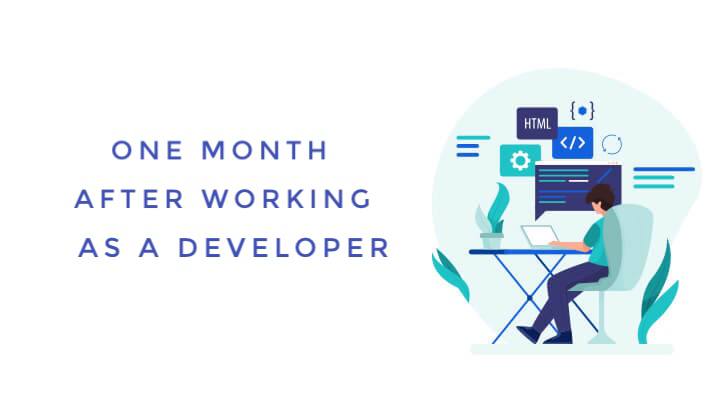 ONE MONTH
AFTER WORKING
AS A DEVELOPER
HTML
{ }
</>